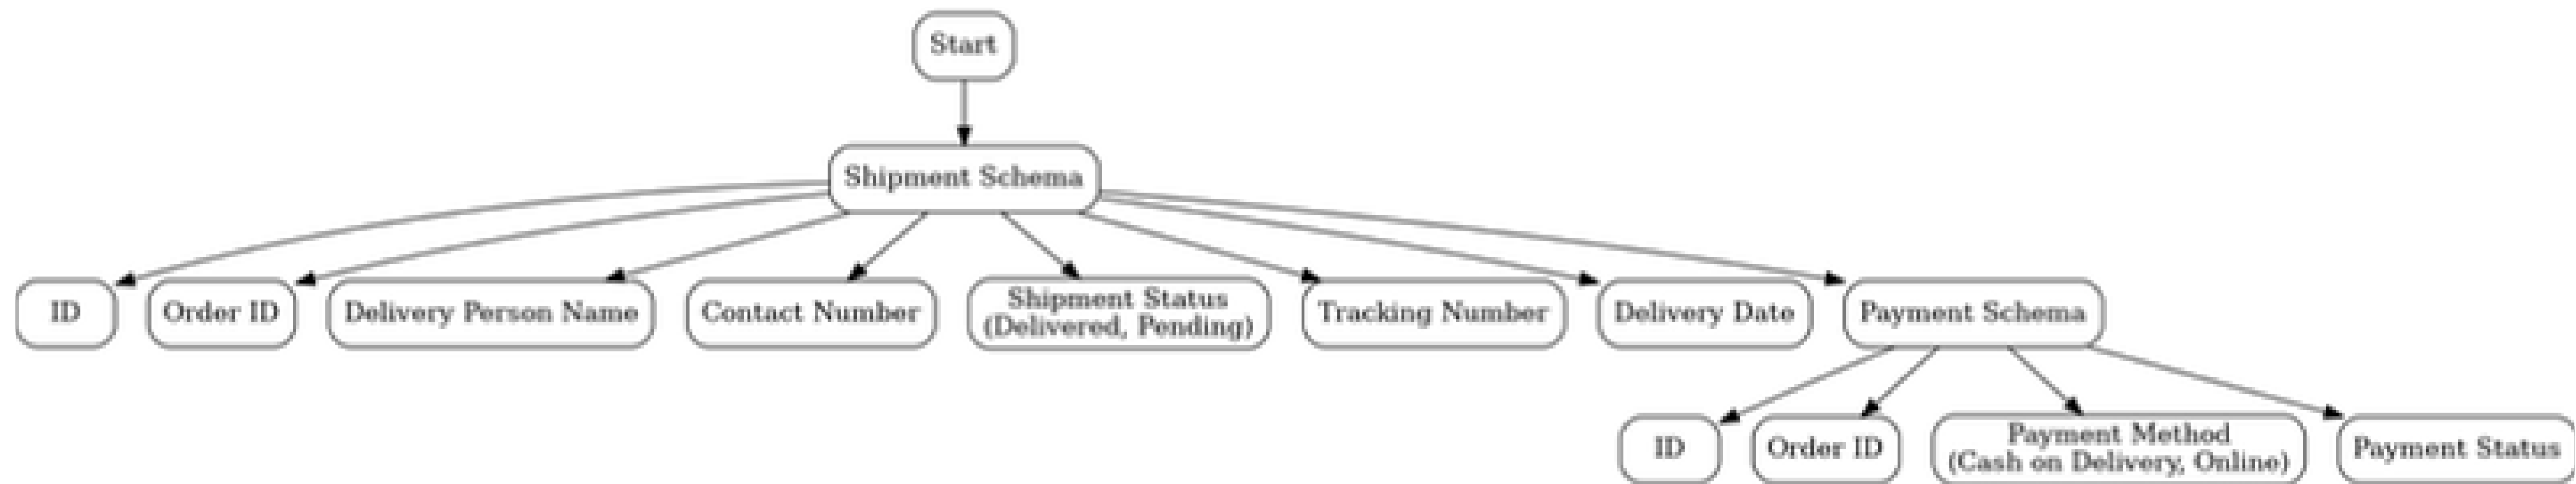 Start
Shipment Schema
ID
Order ID
Delivery Person Name
Contact Number
Shipment Status
(Delivered, Pending)
Tracking Number
Delivery Date
Payment Schema
ID
Order ID
Payment Method
(Cash on Delivery, Online)
Payment Status